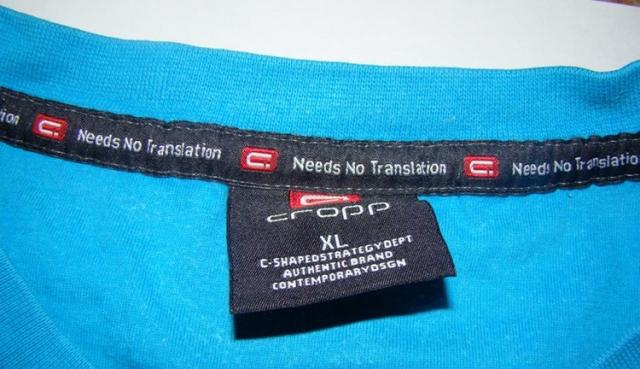 Needs No Translation Needs No Translation Needs No Translatio
cropp
XL
C-SHAPEDSTRATEGYDEPT
AUTHENTIC BRAND
CONTEMPORARYDSGN